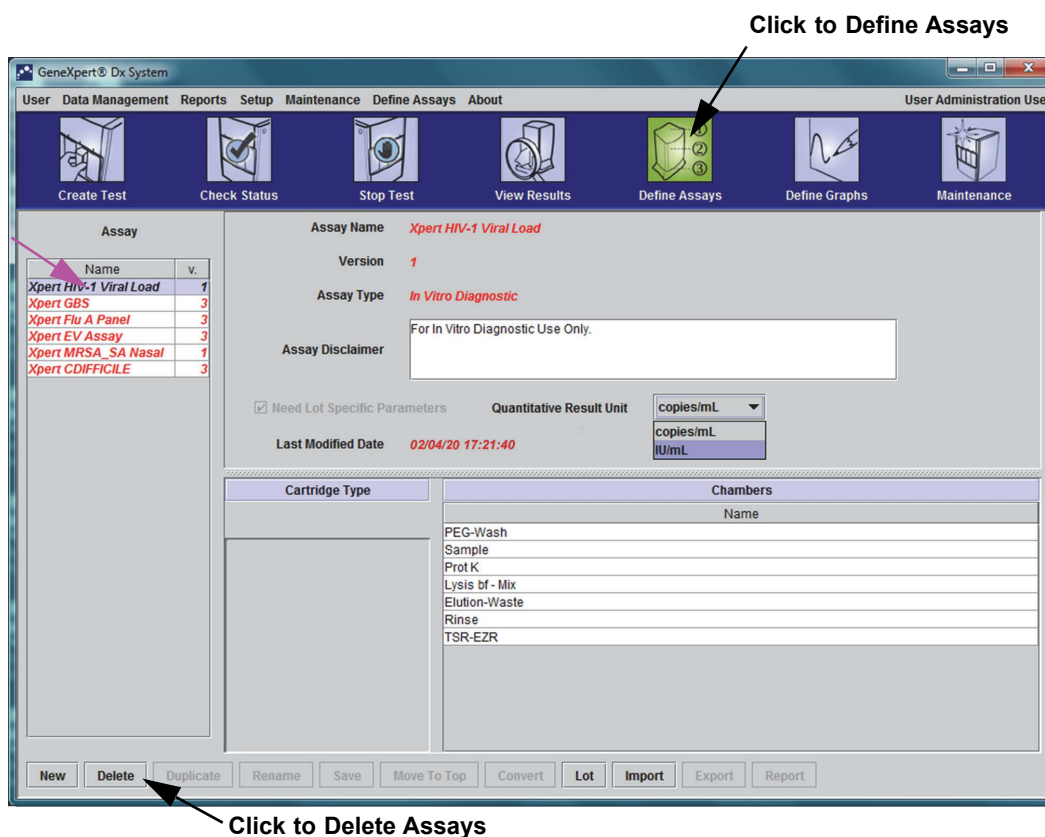 Click to Define Assays
GeneXpert® Dx System
User Data Management Reports Setup Maintenance Define Assays About User Administration Use
① ② ③
Create Test Check Status Stop Test View Results Define Assays Define Graphs Maintenance
Assay
Name v.
Xpert HIV-1 Viral Load 1
Xpert GBS 3
Xpert Flu A Panel 3
Xpert EV Assay 3
Xpert MRSA_SA Nasal 1
Xpert CDIFFICILE 3
Assay Name Xpert HIV-1 Viral Load
Version 1
Assay Type In Vitro Diagnostic
Assay Disclaimer For In Vitro Diagnostic Use Only.
Need Lot Specific Parameters Quantitative Result Unit copies/mL
copies/mL
IU/mL
Last Modified Date 02/04/20 17:21:40
Cartridge Type
Chambers
Name
PEG-Wash
Sample
Prot K
Lysis bf - Mix
Elution-Waste
Rinse
TSR-EZR
New Delete Duplicate Rename Save Move To Top Convert Lot Import Export Report
Click to Delete Assays